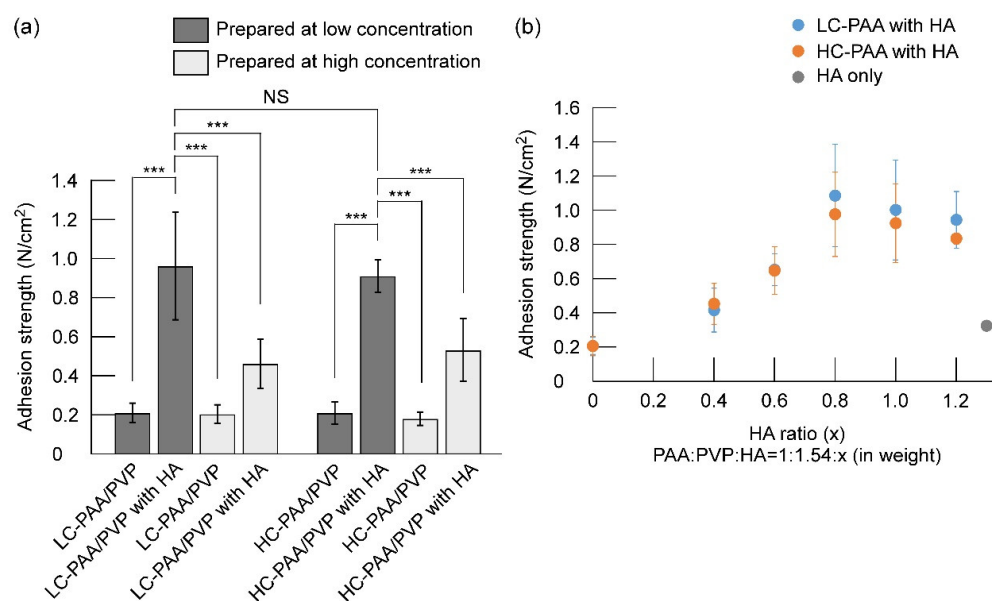 (a)
Prepared at low concentration
Prepared at high concentration
NS
***
***
***
***
***
***
Adhesion strength (N/cm²)
1.4
1.2
1.0
0.8
0.6
0.4
0.2
0
LC-PAA/PVP
LC-PAA/PVP with HA
LC-PAA/PVP
LC-PAA/PVP with HA
HC-PAA/PVP
HC-PAA/PVP with HA
HC-PAA/PVP
HC-PAA/PVP with HA
(b)
LC-PAA with HA
HC-PAA with HA
HA only
Adhesion strength (N/cm²)
1.6
1.4
1.2
1.0
0.8
0.6
0.4
0.2
0
0 0.2 0.4 0.6 0.8 1.0 1.2
HA ratio (x)
PAA:PVP:HA=1:1.54:x (in weight)